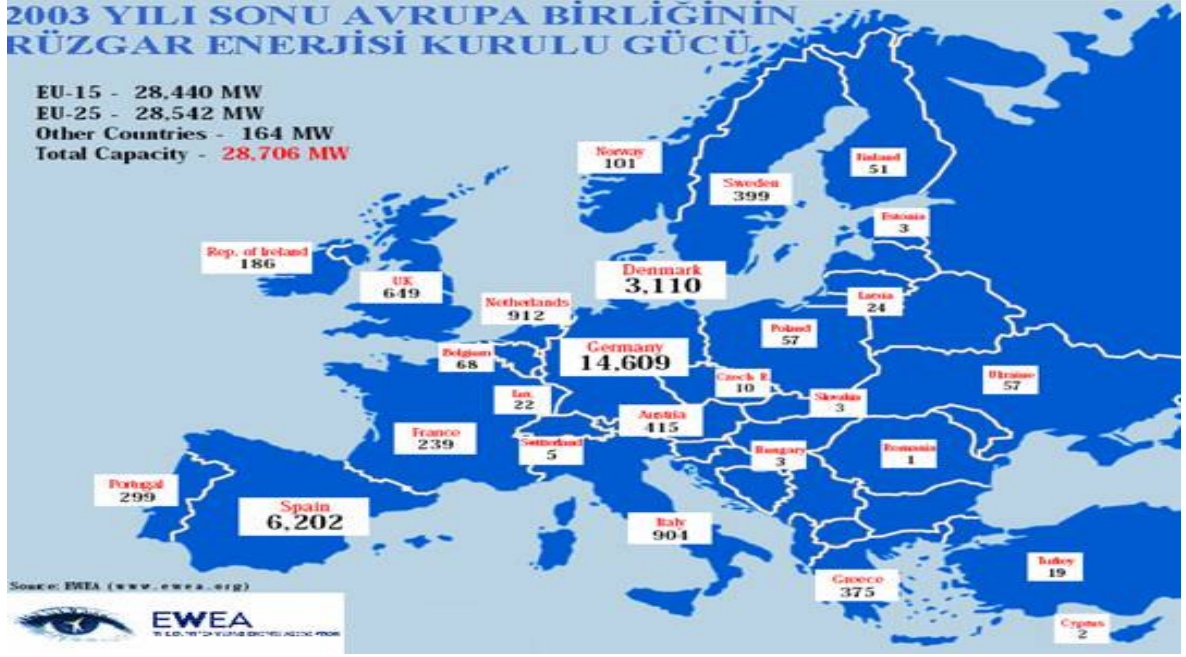 2003 YILI SONU AVRUPA BİRLİĞİNİN
RÜZGAR ENERJİSİ KURULU GÜCÜ
EU-15 - 28,440 MW
EU-25 - 28,542 MW
Other Countries - 164 MW
Total Capacity - 28,706 MW
Norway
101
Finland
51
Sweden
399
Estonia
3
Rep. of Ireland
186
UK
649
Denmark
3,110
Netherlands
912
24
Poland
57
Belgium
68
Germany
14,609
Czech R.
10
Ukraine
57
Lux.
22
Slovakia
3
Austria
415
France
239
5
Hungary
3
Romania
1
Portugal
299
Spain
6,202
Italy
904
Turkey
19
Greece
375
Cyprus
2
Source: EWEA (www.ewea.org)
EWEA